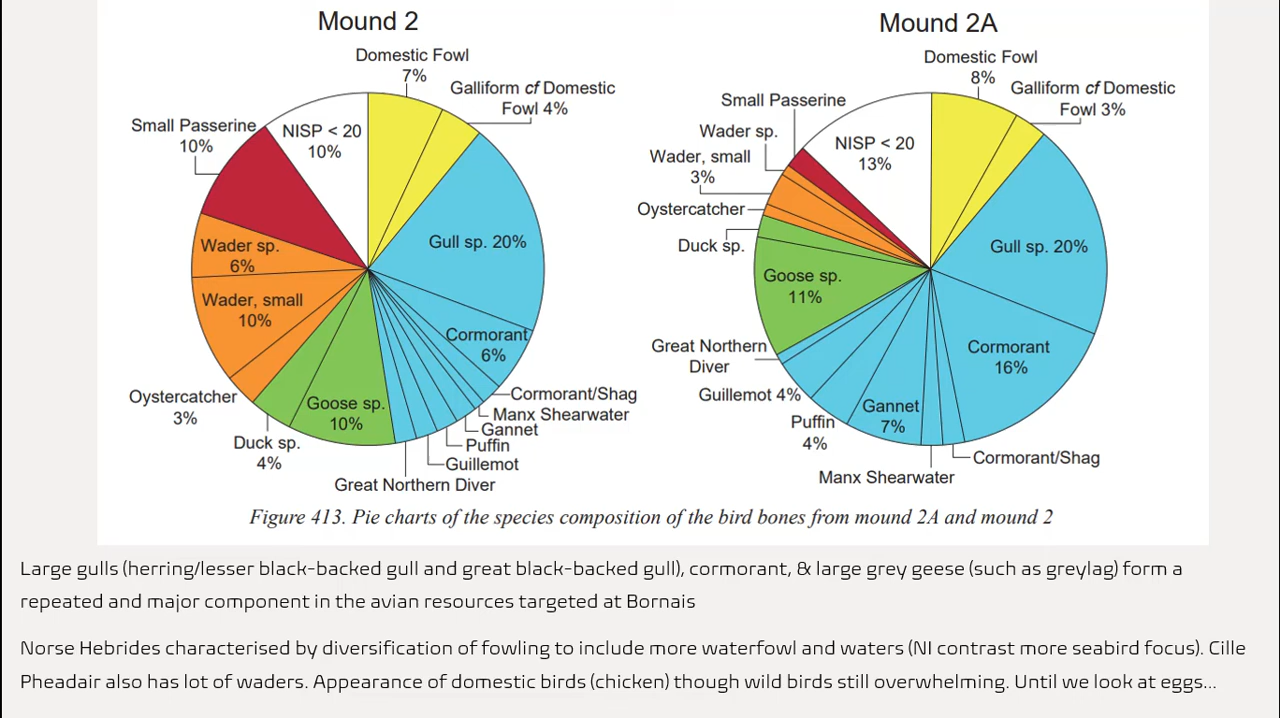 Mound 2
Domestic Fowl
7%
Galliform cf Domestic
Fowl 4%
Small Passerine
10%
NISP < 20
10%
Gull sp. 20%
Wader sp.
6%
Wader, small
10%
Cormorant
6%
Oystercatcher
3%
Goose sp.
10%
Duck sp.
4%
Cormorant/Shag
Manx Shearwater
Gannet
Puffin
Guillemot
Great Northern Diver
Mound 2A
Domestic Fowl
8%
Galliform cf Domestic
Fowl 3%
Small Passerine
Wader sp.
Wader, small
3%
NISP < 20
13%
Oystercatcher
Duck sp.
Gull sp. 20%
Goose sp.
11%
Great Northern
Diver
Cormorant
16%
Guillemot 4%
Gannet
7%
Puffin
4%
Cormorant/Shag
Manx Shearwater
Figure 413. Pie charts of the species composition of the bird bones from mound 2A and mound 2
Large gulls (herring/lesser black-backed gull and great black-backed gull), cormorant, & large grey geese (such as greylag) form a
repeated and major component in the avian resources targeted at Bornais
Norse Hebrides characterised by diversification of fowling to include more waterfowl and waters (NI contrast more seabird focus). Cille
Pheadair also has lot of waders. Appearance of domestic birds (chicken) though wild birds still overwhelming. Until we look at eggs...